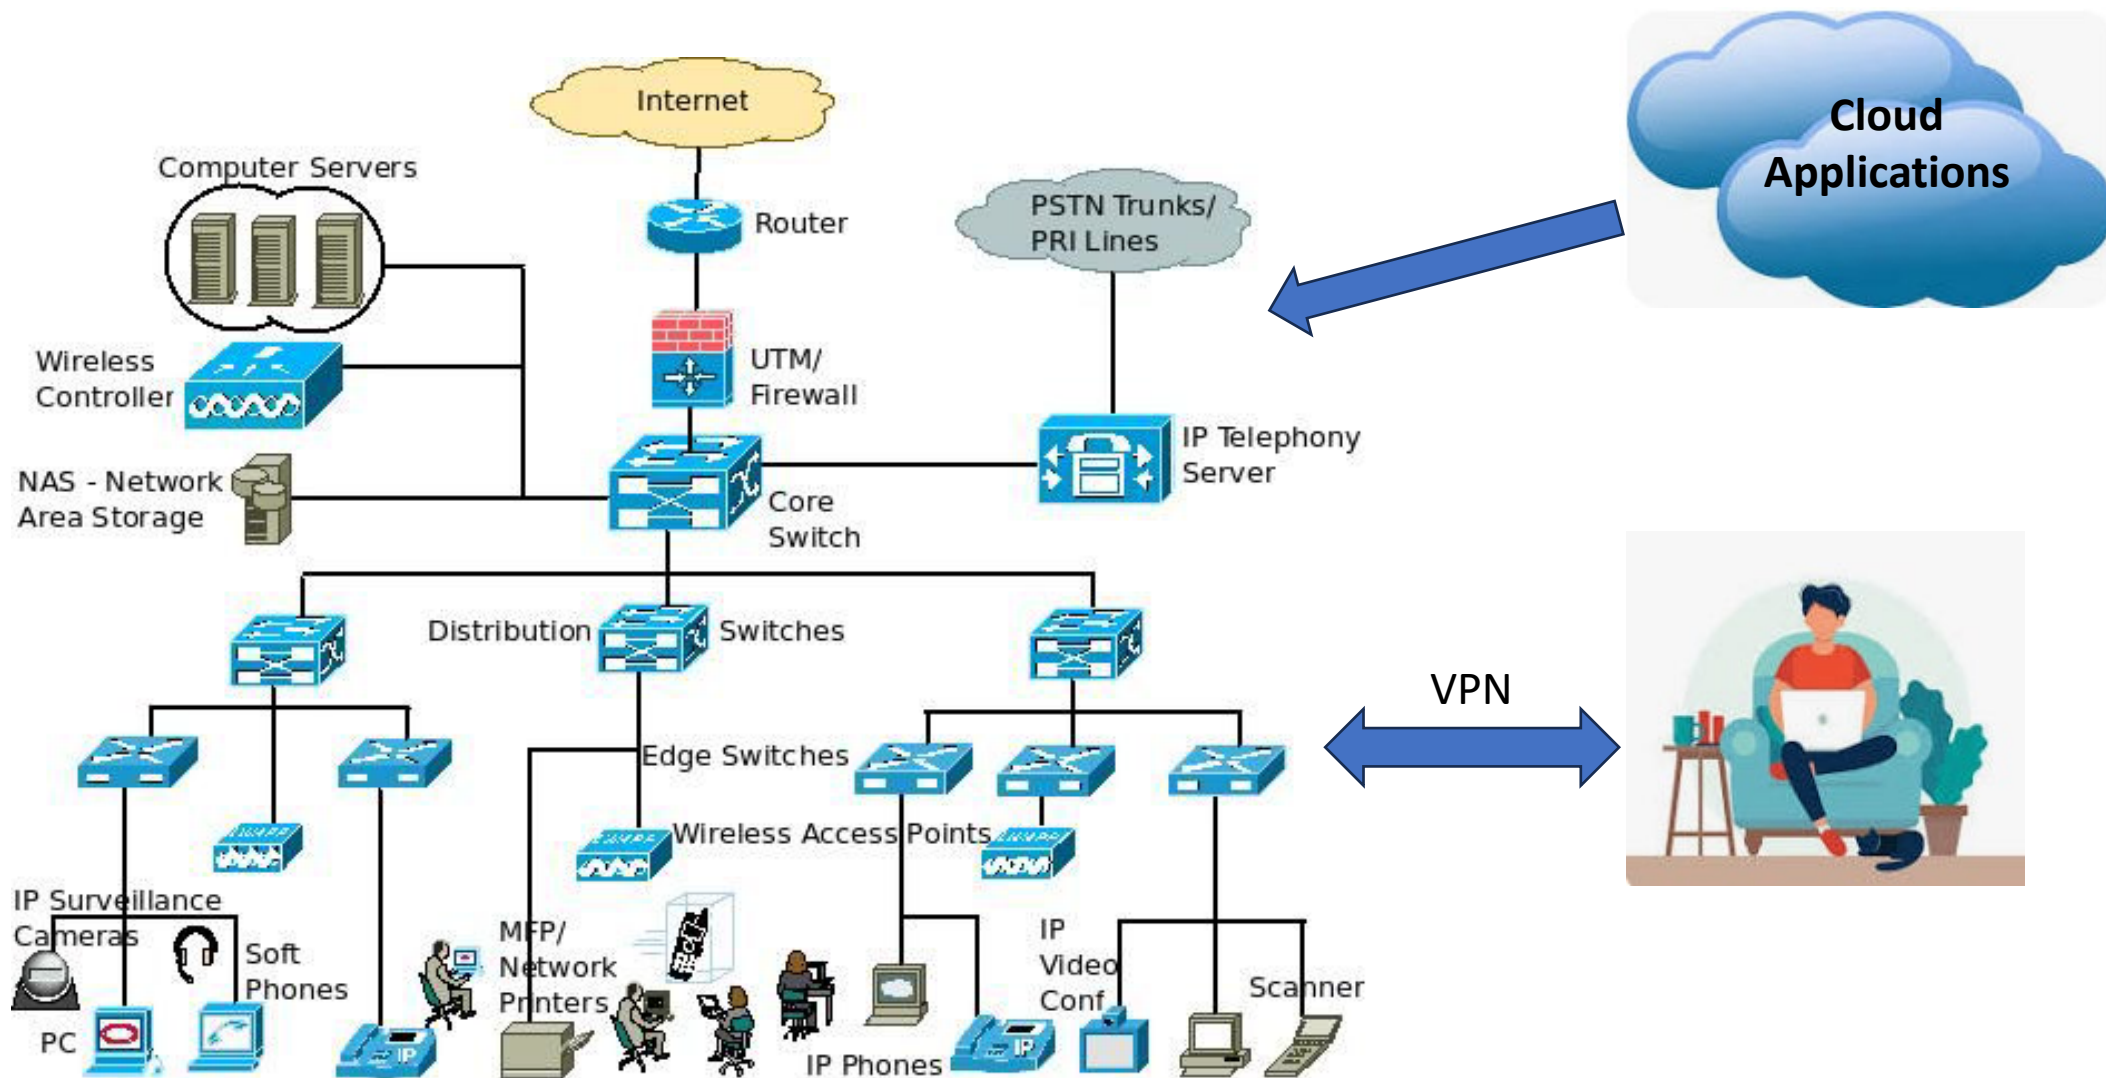 Internet
Cloud
Applications
Computer Servers
PSTN Trunks/
PRI Lines
Router
Wireless
Controller
UTM/
Firewall
IP Telephony
Server
NAS - Network
Area Storage
Core
Switch
Distribution
Switches
VPN
Edge Switches
Wireless Access Points
IP Surveillance
Cameras
Soft
Phones
MFP/
Network
Printers
IP
Video
Conf
Scanner
PC
IP
IP Phones
IP